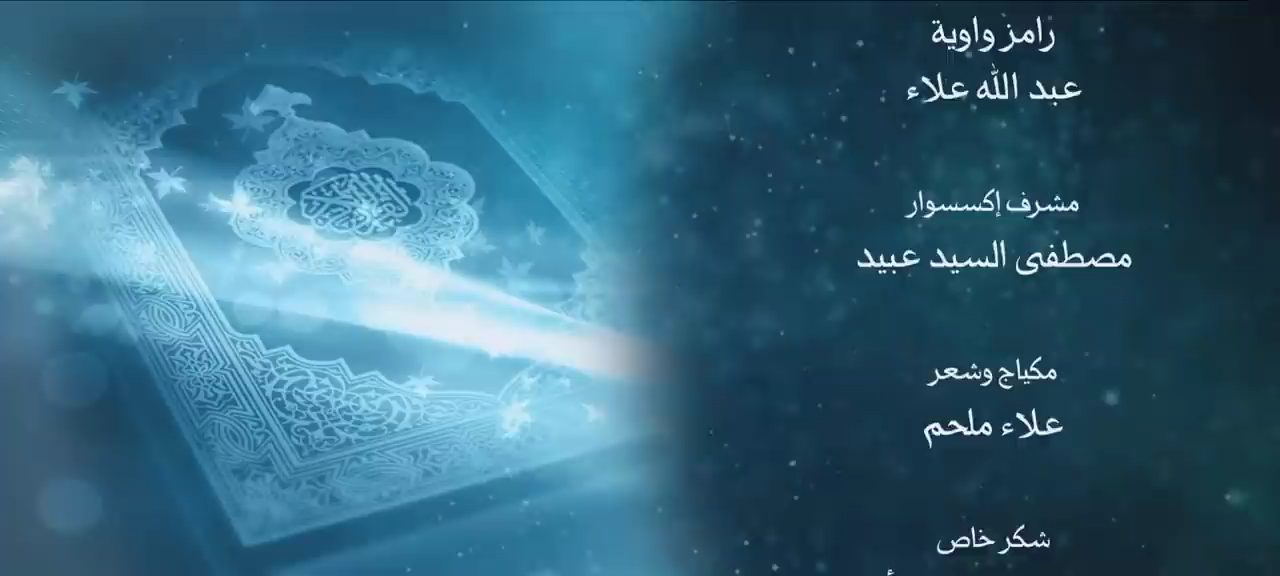 رامز واوية
عبد الله علاء
مشرف إكسسوار
مصطفى السيد عبيد
مكياج وشعر
علاء ملحم
شكر خاص